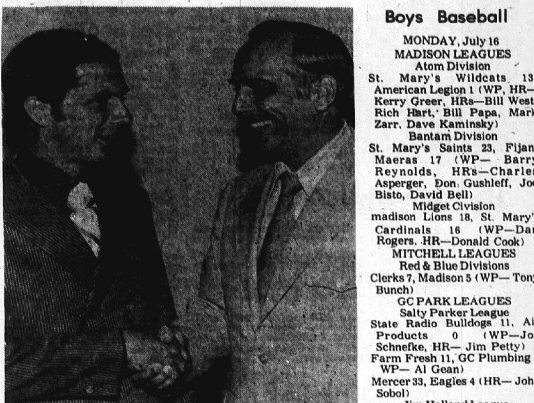 Boys Baseball
MONDAY, July 16
MADISON LEAGUES
Atom Division
St. Mary's Wildcats 13
American Legion 1 (WP, HR—
Kerry Greer, HRs—Bill West
Rich Hart, Bill Papa, Mark
Zarr, Dave Kaminsky)
Bantam Division
St. Mary's Saints 23, Fijan
Maeras 17 (WP— Barry
Reynolds, HRs—Charles
Asperger, Don Gushleff, Joe
Bisto, David Bell)
Midget Civision
madison Lions 18, St. Mary's
Cardinals 16 (WP—Dan
Rogers. HR—Donald Cook)
MITCHELL LEAGUES
Red & Blue Divisions
Clerks 7, Madison 5 (WP— Tony
Bunch)
GC PARK LEAGUES
Salty Parker League
State Radio Bulldogs 11, Ai
Products 0 (WP—Jo
Schnefke, HR— Jim Petty)
Farm Fresh 11, GC Plumbing
WP— Al Gean)
Mercer 33, Eagles 4 (HR— Joh
Sobol)